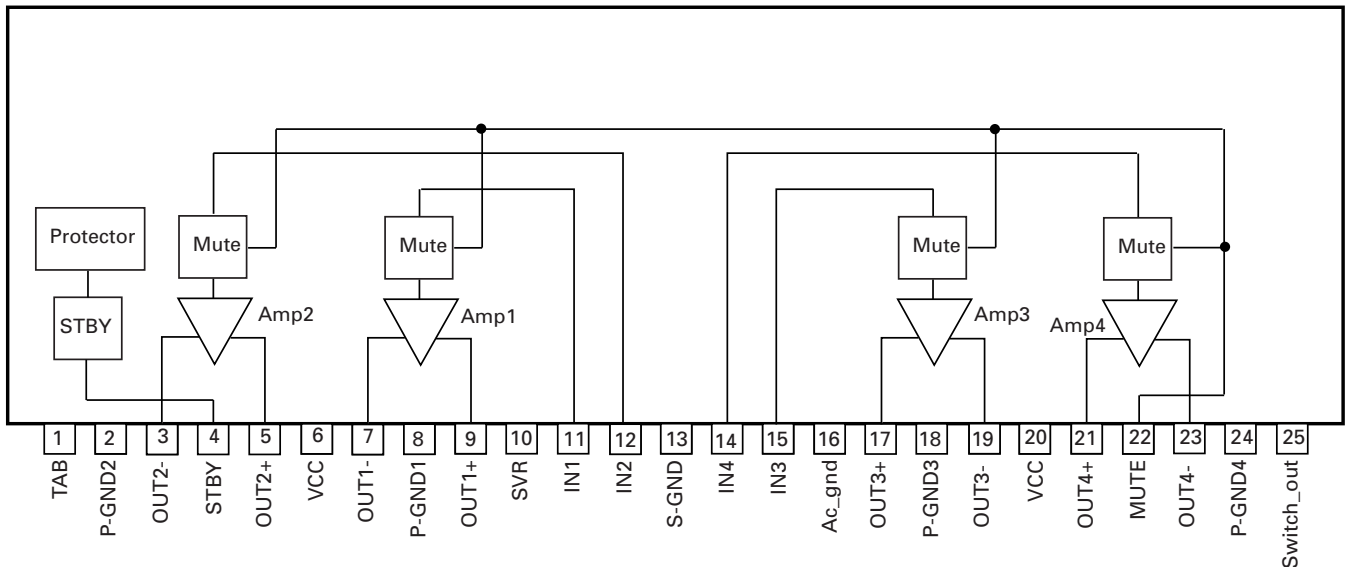 Protector
Mute
Mute
Mute
Mute
STBY
Amp2
Amp1
Amp3
Amp4
1
2
3
4
5
6
7
8
9
10
11
12
13
14
15
16
17
18
19
20
21
22
23
24
25
TAB
P-GND2
OUT2-
STBY
OUT2+
VCC
OUT1-
P-GND1
OUT1+
SVR
IN1
IN2
S-GND
IN4
IN3
Ac_gnd
OUT3+
P-GND3
OUT3-
VCC
OUT4+
MUTE
OUT4-
P-GND4
Switch_out